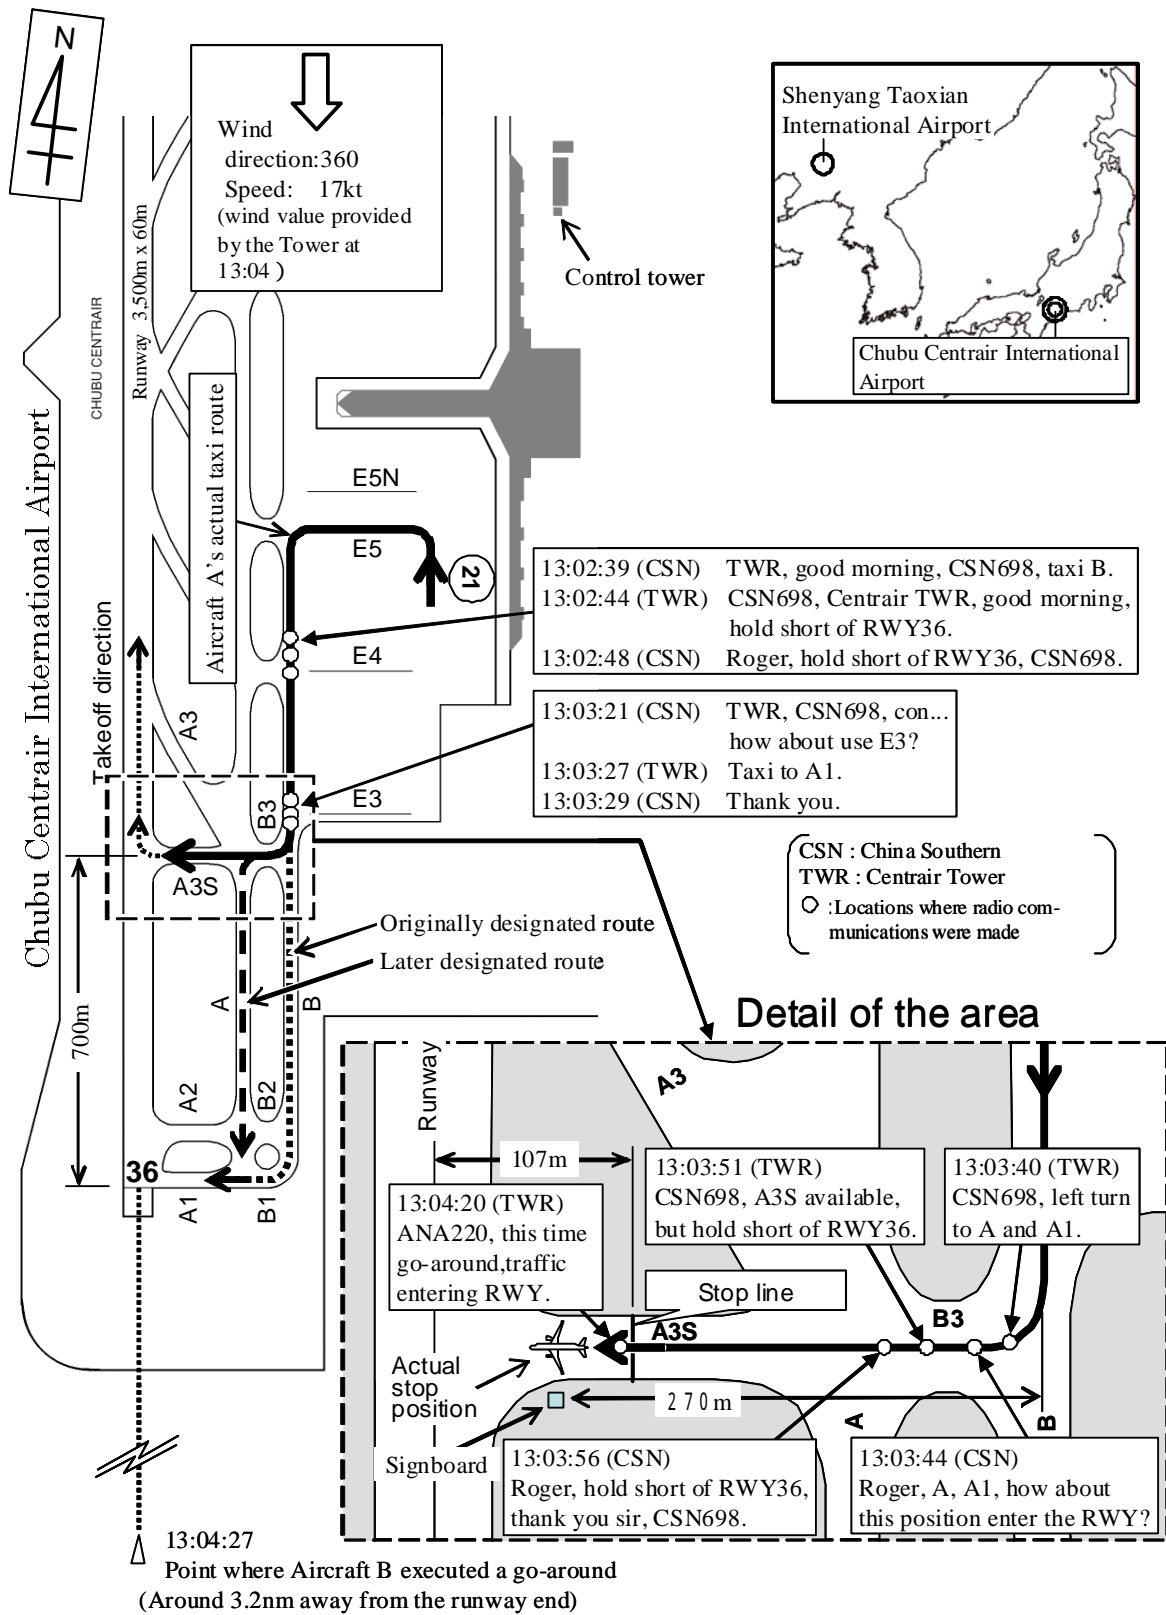 N
Wind
direction:360
Speed: 17kt
(wind value provided
by the Tower at
13:04 )
Control tower
Shenyang Taoxian
International Airport
Chubu Centrair International
Airport
Chubu Centrair International Airport
CHUBU CENTRAIR
Runway 3,500m x 60m
Aircraft A's actual taxi route
Takeoff direction
E5N
E5
21
E4
A3
B3
E3
13:02:39 (CSN) TWR, good morning, CSN698, taxi B.
13:02:44 (TWR) CSN698, Centrair TWR, good morning,
hold short of RWY36.
13:02:48 (CSN) Roger, hold short of RWY36, CSN698.
13:03:21 (CSN) TWR, CSN698, con...
how about use E3?
13:03:27 (TWR) Taxi to A1.
13:03:29 (CSN) Thank you.
CSN : China Southern
TWR : Centrair Tower
:Locations where radio com-
munications were made
A3S
Originally designated route
Later designated route
700m
A
B
A2
B2
36
A1
B1
Detail of the area
Runway
A3
107m
13:03:51 (TWR)
CSN698, A3S available,
but hold short of RWY36.
13:03:40 (TWR)
CSN698, left turn
to A and A1.
13:04:20 (TWR)
ANA220, this time
go-around,traffic
entering RWY.
Stop line
A3S
B3
Actual
stop
position
270m
A
B
Signboard
13:03:56 (CSN)
Roger, hold short of RWY36,
thank you sir, CSN698.
13:03:44 (CSN)
Roger, A, A1, how about
this position enter the RWY?
13:04:27
Point where Aircraft B executed a go-around
(Around 3.2nm away from the runway end)